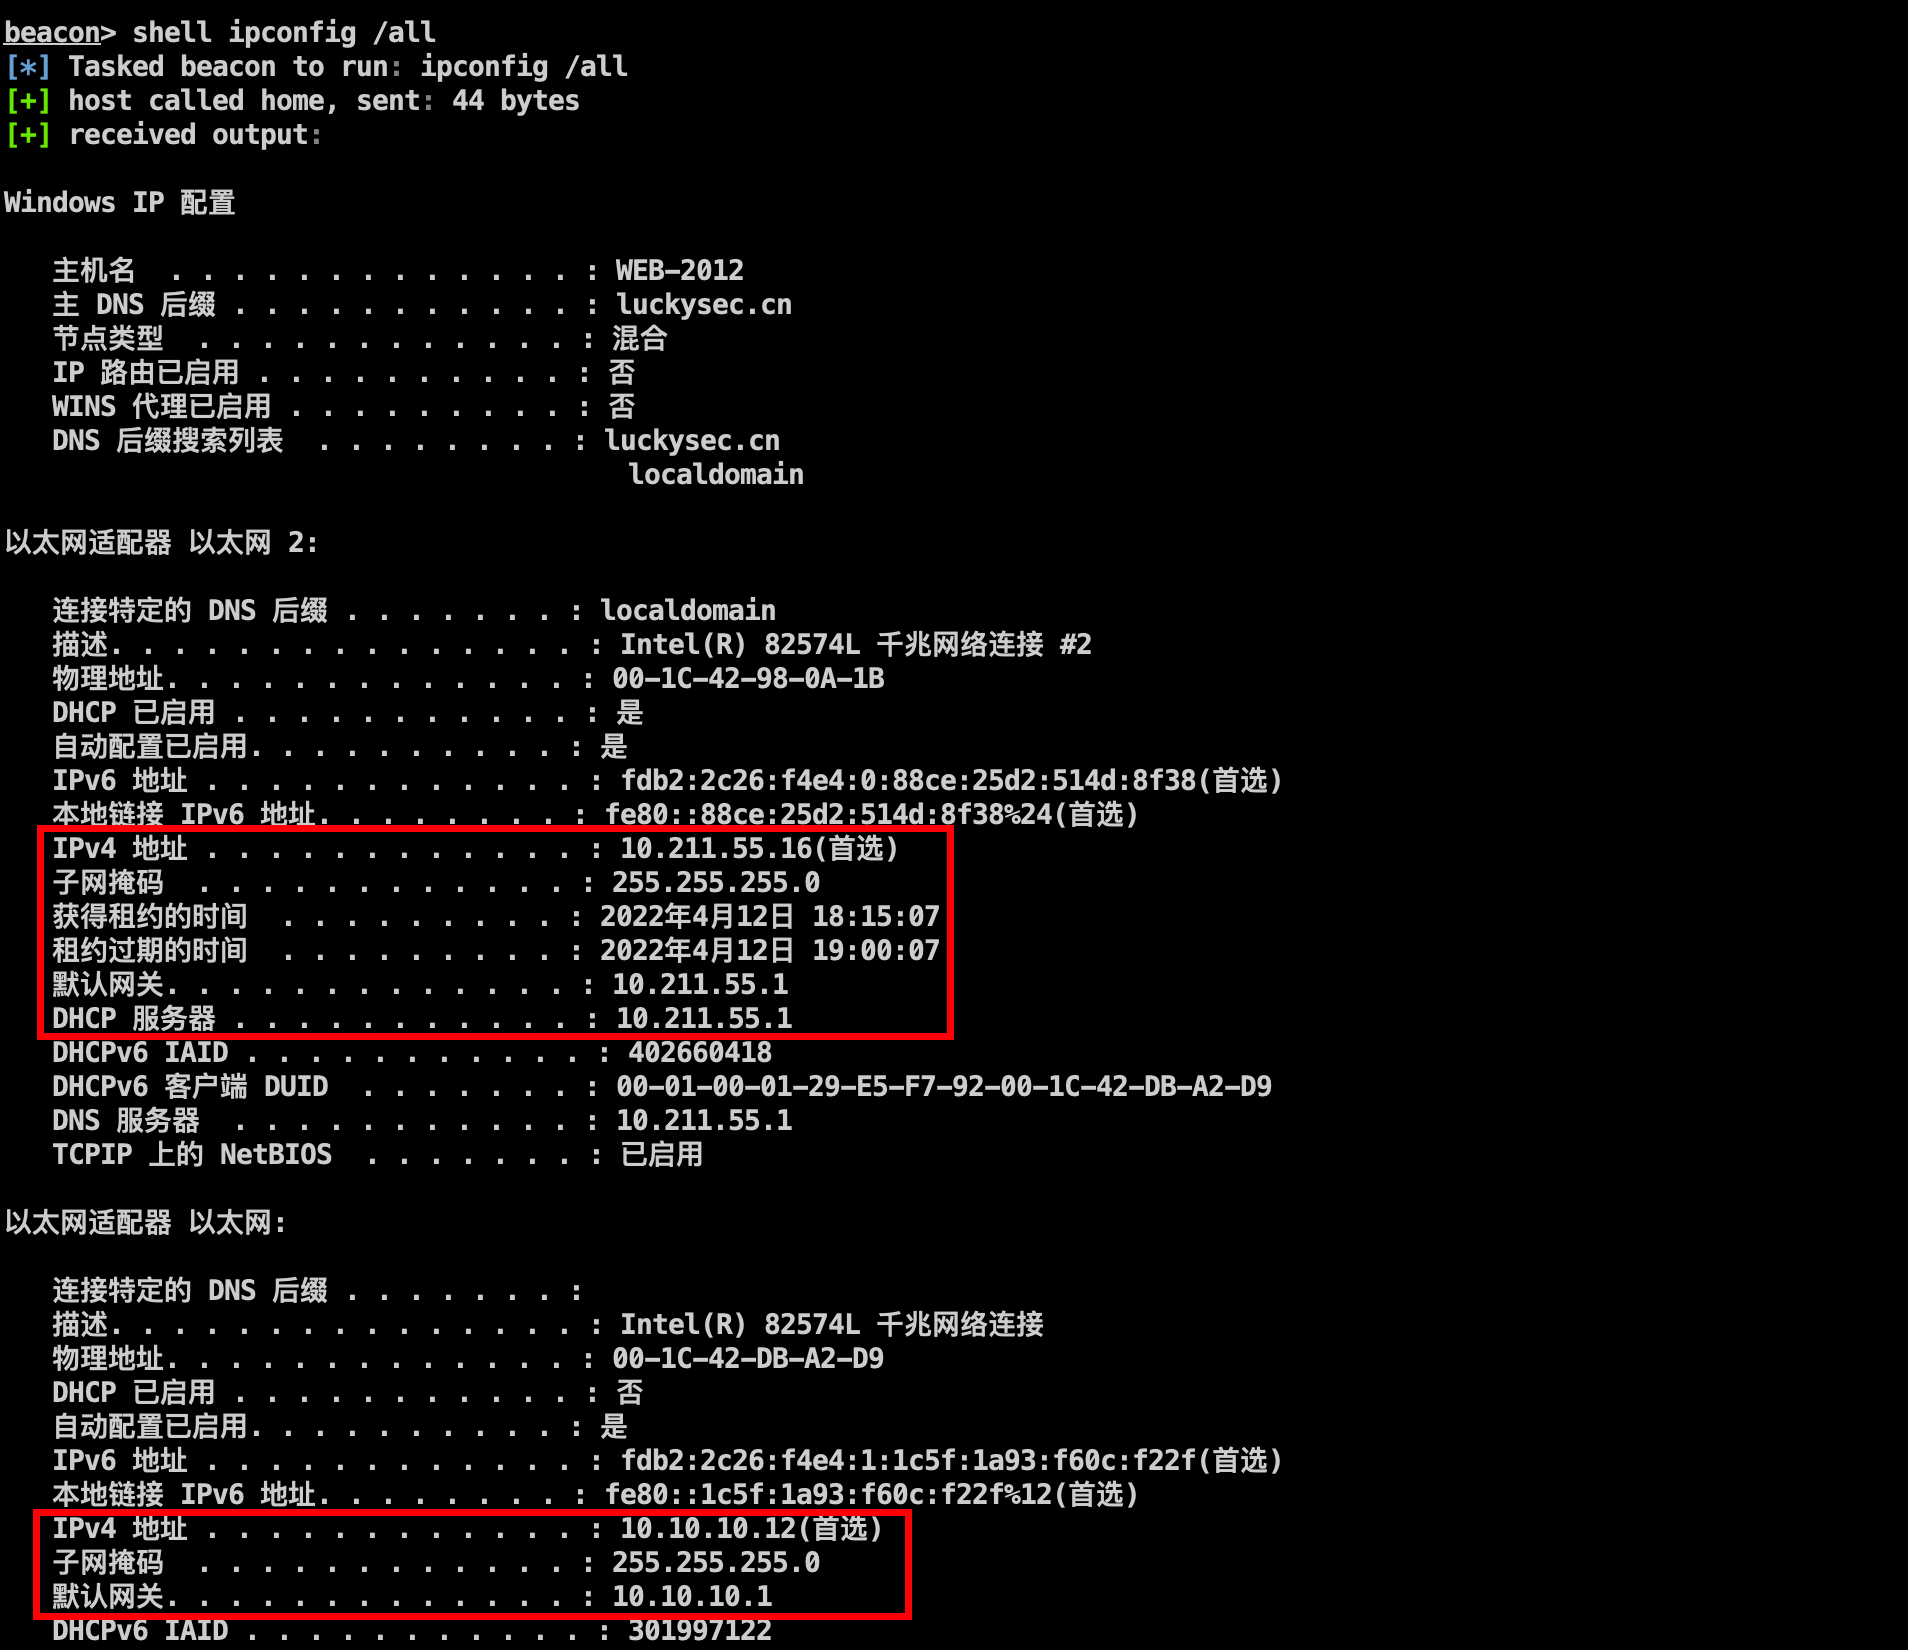 beacon> shell ipconfig /all
[*] Tasked beacon to run: ipconfig /all
[+] host called home, sent: 44 bytes
[+] received output:
Windows IP 配置
主机名  . . . . . . . . . . . . . . : WEB-2012
主 DNS 后缀 . . . . . . . . . . . . : luckysec.cn
节点类型  . . . . . . . . . . . . . : 混合
IP 路由已启用 . . . . . . . . . . . : 否
WINS 代理已启用 . . . . . . . . . . : 否
DNS 后缀搜索列表  . . . . . . . . : luckysec.cn
localdomain
以太网适配器 以太网 2:
连接特定的 DNS 后缀 . . . . . . . : localdomain
描述. . . . . . . . . . . . . . . . : Intel(R) 82574L 千兆网络连接 #2
物理地址. . . . . . . . . . . . . . : 00-1C-42-98-0A-1B
DHCP 已启用 . . . . . . . . . . . . : 是
自动配置已启用. . . . . . . . . . . : 是
IPv6 地址 . . . . . . . . . . . . . : fdb2:2c26:f4e4:0:88ce:25d2:514d:8f38(首选)
本地链接 IPv6 地址. . . . . . . . . : fe80::88ce:25d2:514d:8f38%24(首选)
IPv4 地址 . . . . . . . . . . . . . : 10.211.55.16(首选)
子网掩码  . . . . . . . . . . . . . : 255.255.255.0
获得租约的时间  . . . . . . . . . . : 2022年4月12日 18:15:07
租约过期的时间  . . . . . . . . . . : 2022年4月12日 19:00:07
默认网关. . . . . . . . . . . . . . : 10.211.55.1
DHCP 服务器 . . . . . . . . . . . . : 10.211.55.1
DHCPv6 IAID . . . . . . . . . . . : 402660418
DHCPv6 客户端 DUID  . . . . . . . . : 00-01-00-01-29-E5-F7-92-00-1C-42-DB-A2-D9
DNS 服务器  . . . . . . . . . . . . : 10.211.55.1
TCPIP 上的 NetBIOS  . . . . . . . : 已启用
以太网适配器 以太网:
连接特定的 DNS 后缀 . . . . . . . :
描述. . . . . . . . . . . . . . . . : Intel(R) 82574L 千兆网络连接
物理地址. . . . . . . . . . . . . . : 00-1C-42-DB-A2-D9
DHCP 已启用 . . . . . . . . . . . . : 否
自动配置已启用. . . . . . . . . . . : 是
IPv6 地址 . . . . . . . . . . . . . : fdb2:2c26:f4e4:1:1c5f:1a93:f60c:f22f(首选)
本地链接 IPv6 地址. . . . . . . . . : fe80::1c5f:1a93:f60c:f22f%12(首选)
IPv4 地址 . . . . . . . . . . . . . : 10.10.10.12(首选)
子网掩码  . . . . . . . . . . . . . : 255.255.255.0
默认网关. . . . . . . . . . . . . . : 10.10.10.1
DHCPv6 IAID . . . . . . . . . . . : 301997122